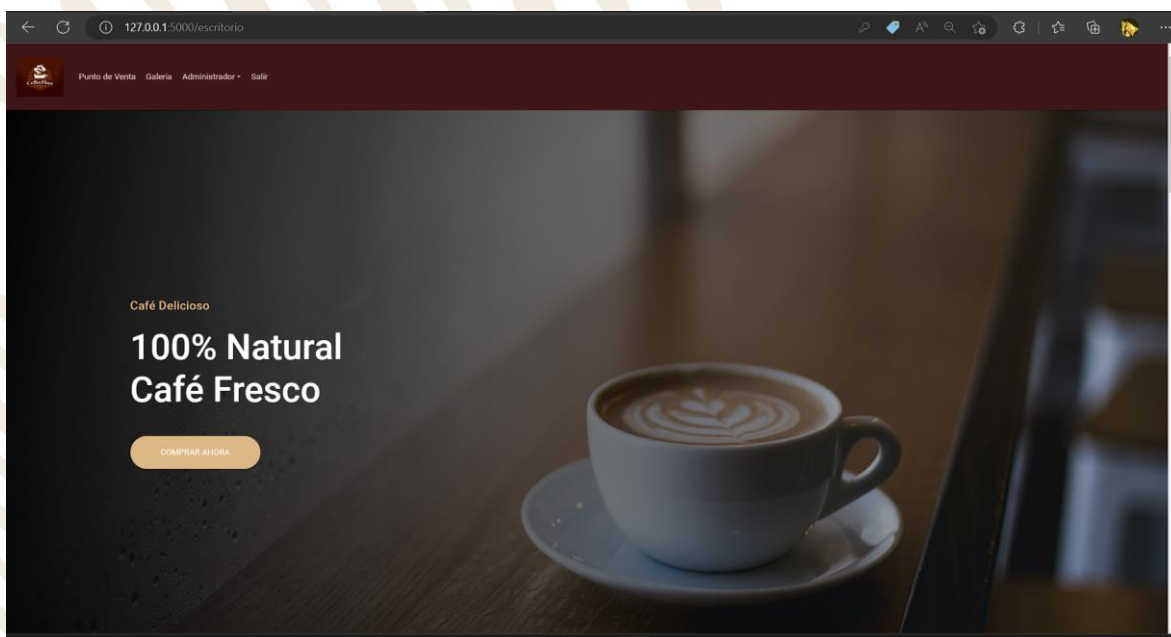 127.0.0.1:5000/escritorio
Punto de Venta Galeria Administrador Salir
Café Delicioso
100% Natural
Café Fresco
COMPRAR AHORA